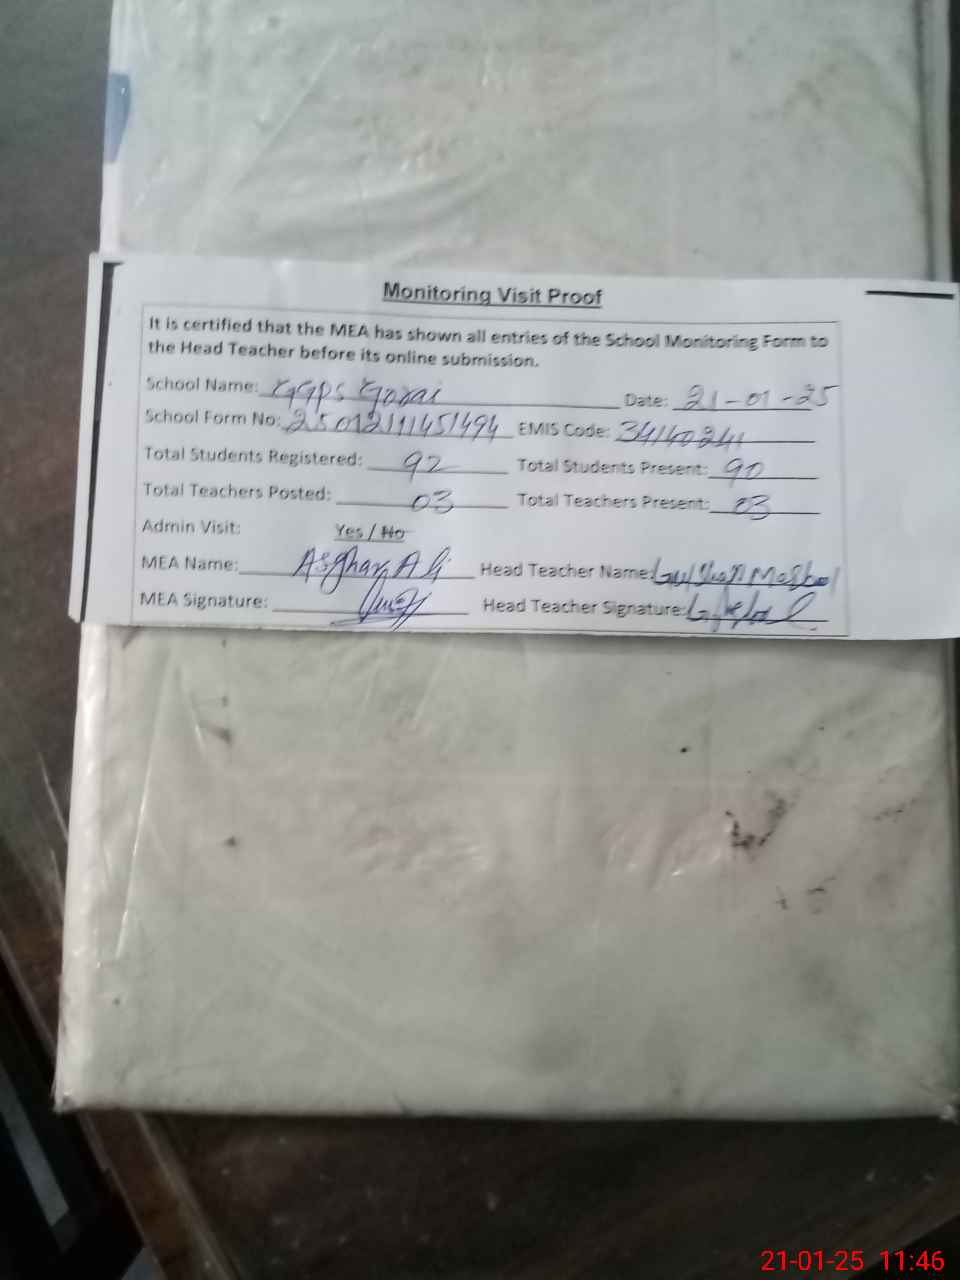 Monitoring Visit Proof
It is certified that the MEA has shown all entries of the School Monitoring Form to
the Head Teacher before its online submission.
School Name: GGPS Gorai Date: 21-01-25
School Form No: EMIS Code: 34140241
Total Students Registered: 92 Total Students Present: 90
Total Teachers Posted: 03 Total Teachers Present: 03
Admin Visit: Yes / No
MEA Name: Asghar Ali Head Teacher Name: Gulshan
MEA Signature: Head Teacher Signature:
21-01-25 11:46